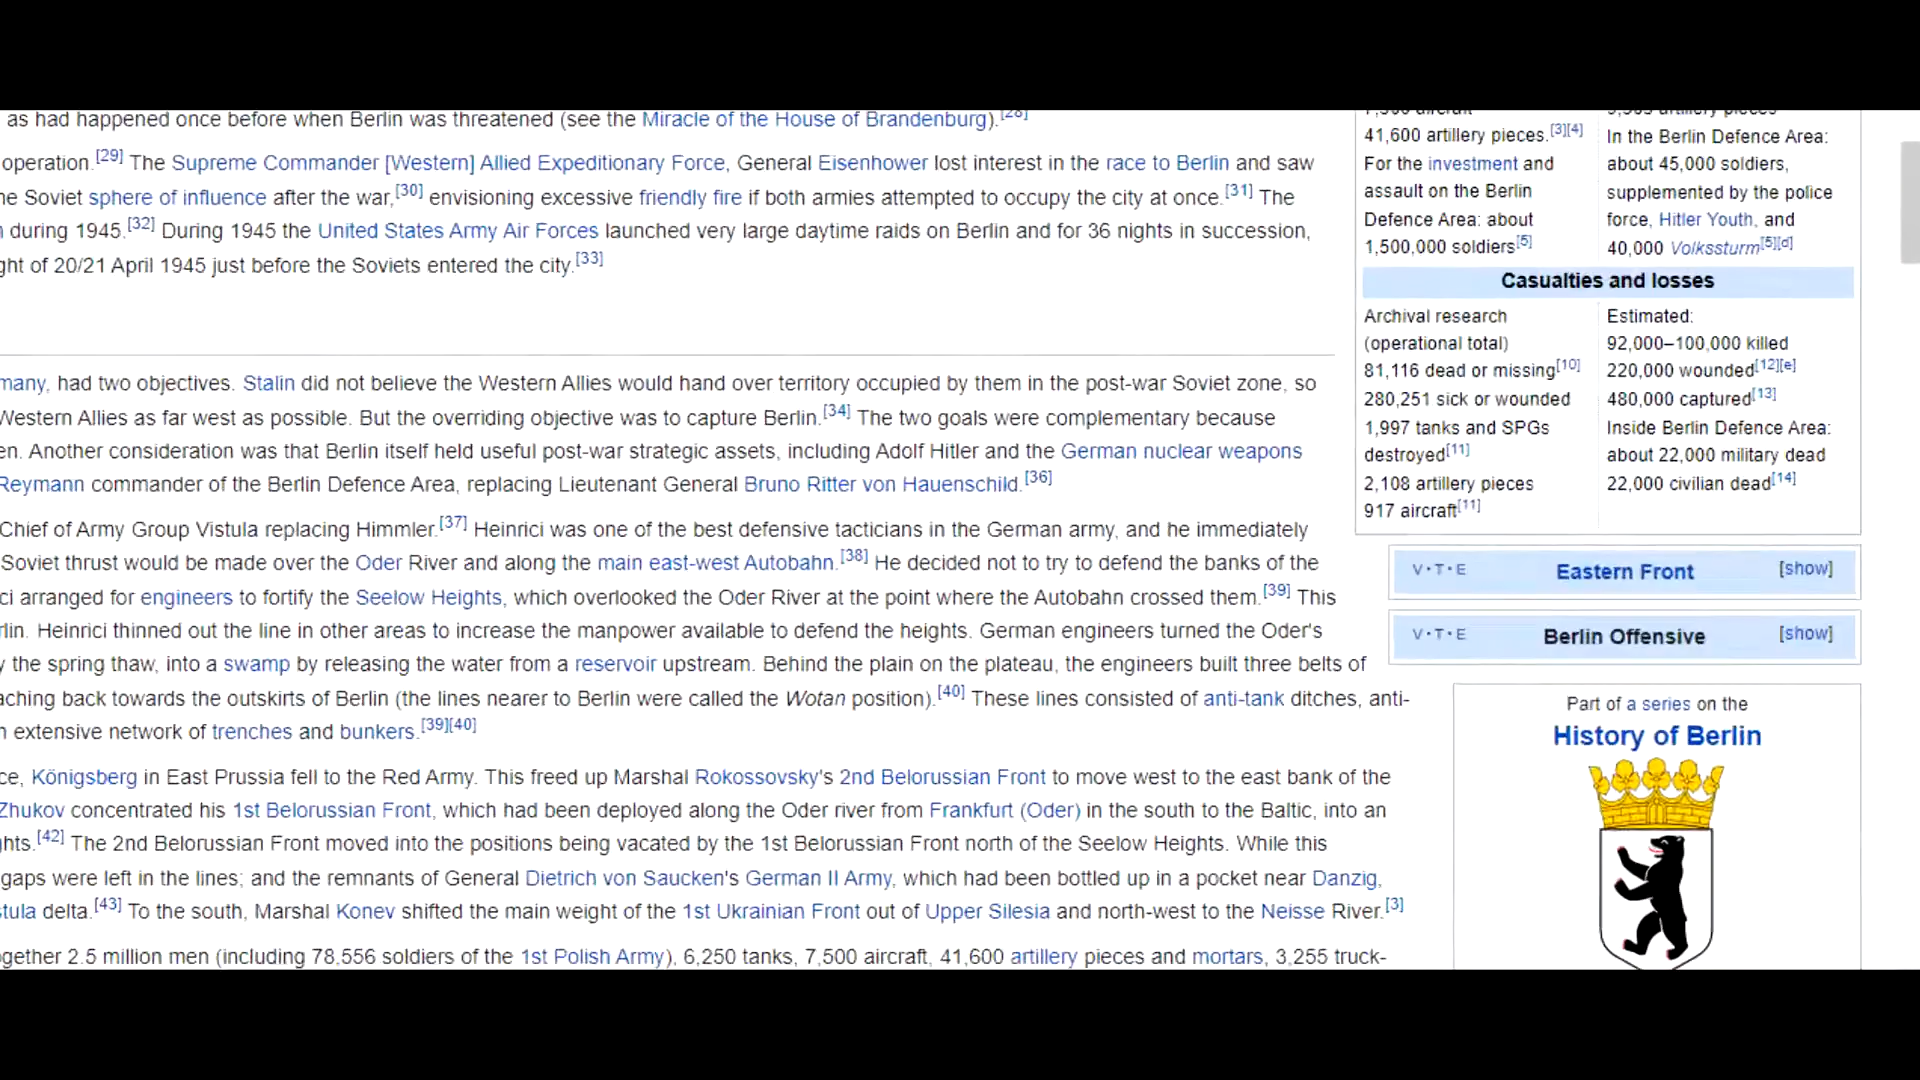 as had happened once before when Berlin was threatened (see the Miracle of the House of Brandenburg).[28]
operation.[29] The Supreme Commander [Western] Allied Expeditionary Force, General Eisenhower lost interest in the race to Berlin and saw
Soviet sphere of influence after the war,[30] envisioning excessive friendly fire if both armies attempted to occupy the city at once.[31] The
during 1945.[32] During 1945 the United States Army Air Forces launched very large daytime raids on Berlin and for 36 nights in succession,
ght of 20/21 April 1945 just before the Soviets entered the city.[33]
many, had two objectives. Stalin did not believe the Western Allies would hand over territory occupied by them in the post-war Soviet zone, so
Western Allies as far west as possible. But the overriding objective was to capture Berlin.[34] The two goals were complementary because
en. Another consideration was that Berlin itself held useful post-war strategic assets, including Adolf Hitler and the German nuclear weapons
Reymann commander of the Berlin Defence Area, replacing Lieutenant General Bruno Ritter von Hauenschild.[36]
Chief of Army Group Vistula replacing Himmler.[37] Heinrici was one of the best defensive tacticians in the German army, and he immediately
Soviet thrust would be made over the Oder River and along the main east-west Autobahn.[38] He decided not to try to defend the banks of the
ci arranged for engineers to fortify the Seelow Heights, which overlooked the Oder River at the point where the Autobahn crossed them.[39] This
rlin. Heinrici thinned out the line in other areas to increase the manpower available to defend the heights. German engineers turned the Oder's
y the spring thaw, into a swamp by releasing the water from a reservoir upstream. Behind the plain on the plateau, the engineers built three belts of
aching back towards the outskirts of Berlin (the lines nearer to Berlin were called the Wotan position).[40] These lines consisted of anti-tank ditches, anti-
extensive network of trenches and bunkers.[39][40]
ce, Königsberg in East Prussia fell to the Red Army. This freed up Marshal Rokossovsky's 2nd Belorussian Front to move west to the east bank of the
Zhukov concentrated his 1st Belorussian Front, which had been deployed along the Oder river from Frankfurt (Oder) in the south to the Baltic, into an
ghts.[42] The 2nd Belorussian Front moved into the positions being vacated by the 1st Belorussian Front north of the Seelow Heights. While this
gaps were left in the lines; and the remnants of General Dietrich von Saucken's German II Army, which had been bottled up in a pocket near Danzig,
stula delta.[43] To the south, Marshal Konev shifted the main weight of the 1st Ukrainian Front out of Upper Silesia and north-west to the Neisse River.[3]
ogether 2.5 million men (including 78,556 soldiers of the 1st Polish Army), 6,250 tanks, 7,500 aircraft, 41,600 artillery pieces and mortars, 3,255 truck-
41,600 artillery pieces.[3][4]
For the investment and
assault on the Berlin
Defence Area: about
1,500,000 soldiers[5]
In the Berlin Defence Area:
about 45,000 soldiers,
supplemented by the police
force, Hitler Youth, and
40,000 Volkssturm[5][d]
Casualties and losses
Archival research
(operational total)
81,116 dead or missing[10]
280,251 sick or wounded
1,997 tanks and SPGs
destroyed[11]
2,108 artillery pieces
917 aircraft[11]
Estimated:
92,000–100,000 killed
220,000 wounded[12][e]
480,000 captured[13]
Inside Berlin Defence Area:
about 22,000 military dead
22,000 civilian dead[14]
V·T·E Eastern Front [show]
V·T·E Berlin Offensive [show]
Part of a series on the
History of Berlin